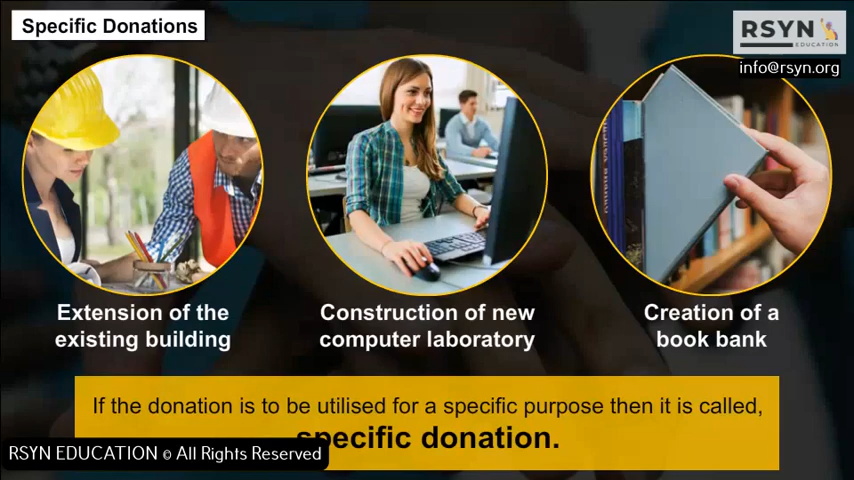 Specific Donations
RSYN
EDUCATION
info@rsyn.org
Extension of the
existing building
Construction of new
computer laboratory
Creation of a
book bank
If the donation is to be utilised for a specific purpose then it is called,
specific donation.
RSYN EDUCATION © All Rights Reserved